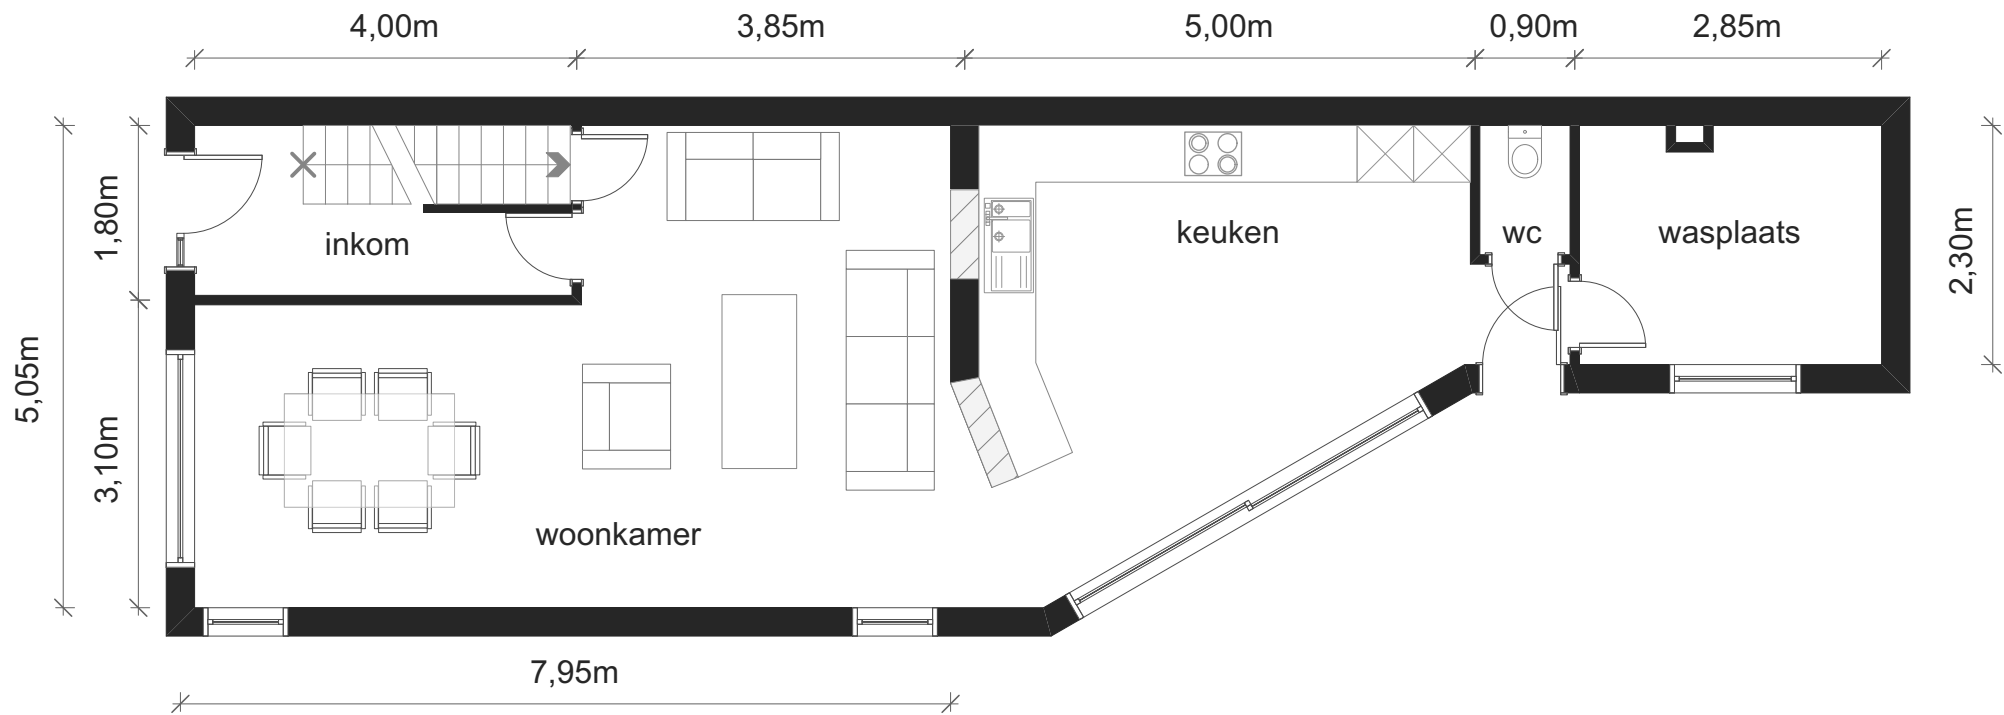 4,00m
3,85m
5,00m
0,90m
2,85m
5,05m
1,80m
3,10m
inkom
keuken
wc
wasplaats
2,30m
woonkamer
7,95m